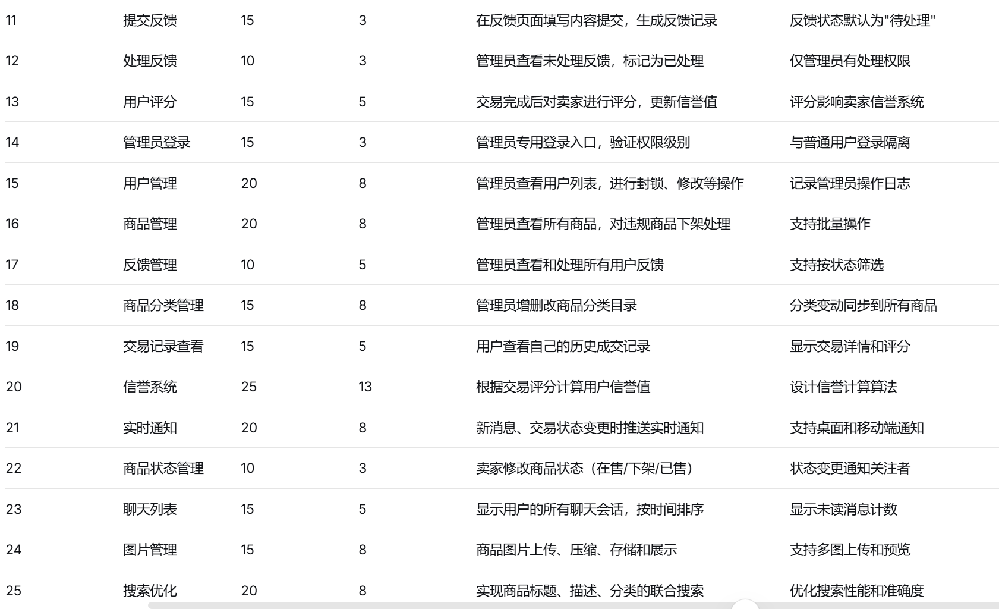 11 提交反馈 15 3 在反馈页面填写内容提交，生成反馈记录 反馈状态默认为"待处理"
12 处理反馈 10 3 管理员查看未处理反馈，标记为已处理 仅管理员有处理权限
13 用户评分 15 5 交易完成后对卖家进行评分，更新信誉值 评分影响卖家信誉系统
14 管理员登录 15 3 管理员专用登录入口，验证权限级别 与普通用户登录隔离
15 用户管理 20 8 管理员查看用户列表，进行封锁、修改等操作 记录管理员操作日志
16 商品管理 20 8 管理员查看所有商品，对违规商品下架处理 支持批量操作
17 反馈管理 10 5 管理员查看和处理所有用户反馈 支持按状态筛选
18 商品分类管理 15 8 管理员增删改商品分类目录 分类变动同步到所有商品
19 交易记录查看 15 5 用户查看自己的历史成交记录 显示交易详情和评分
20 信誉系统 25 13 根据交易评分计算用户信誉值 设计信誉计算算法
21 实时通知 20 8 新消息、交易状态变更时推送实时通知 支持桌面和移动端通知
22 商品状态管理 10 3 卖家修改商品状态（在售/下架/已售） 状态变更通知关注者
23 聊天列表 15 5 显示用户的所有聊天会话，按时间排序 显示未读消息计数
24 图片管理 15 8 商品图片上传、压缩、存储和展示 支持多图上传和预览
25 搜索优化 20 8 实现商品标题、描述、分类的联合搜索 优化搜索性能和准确度